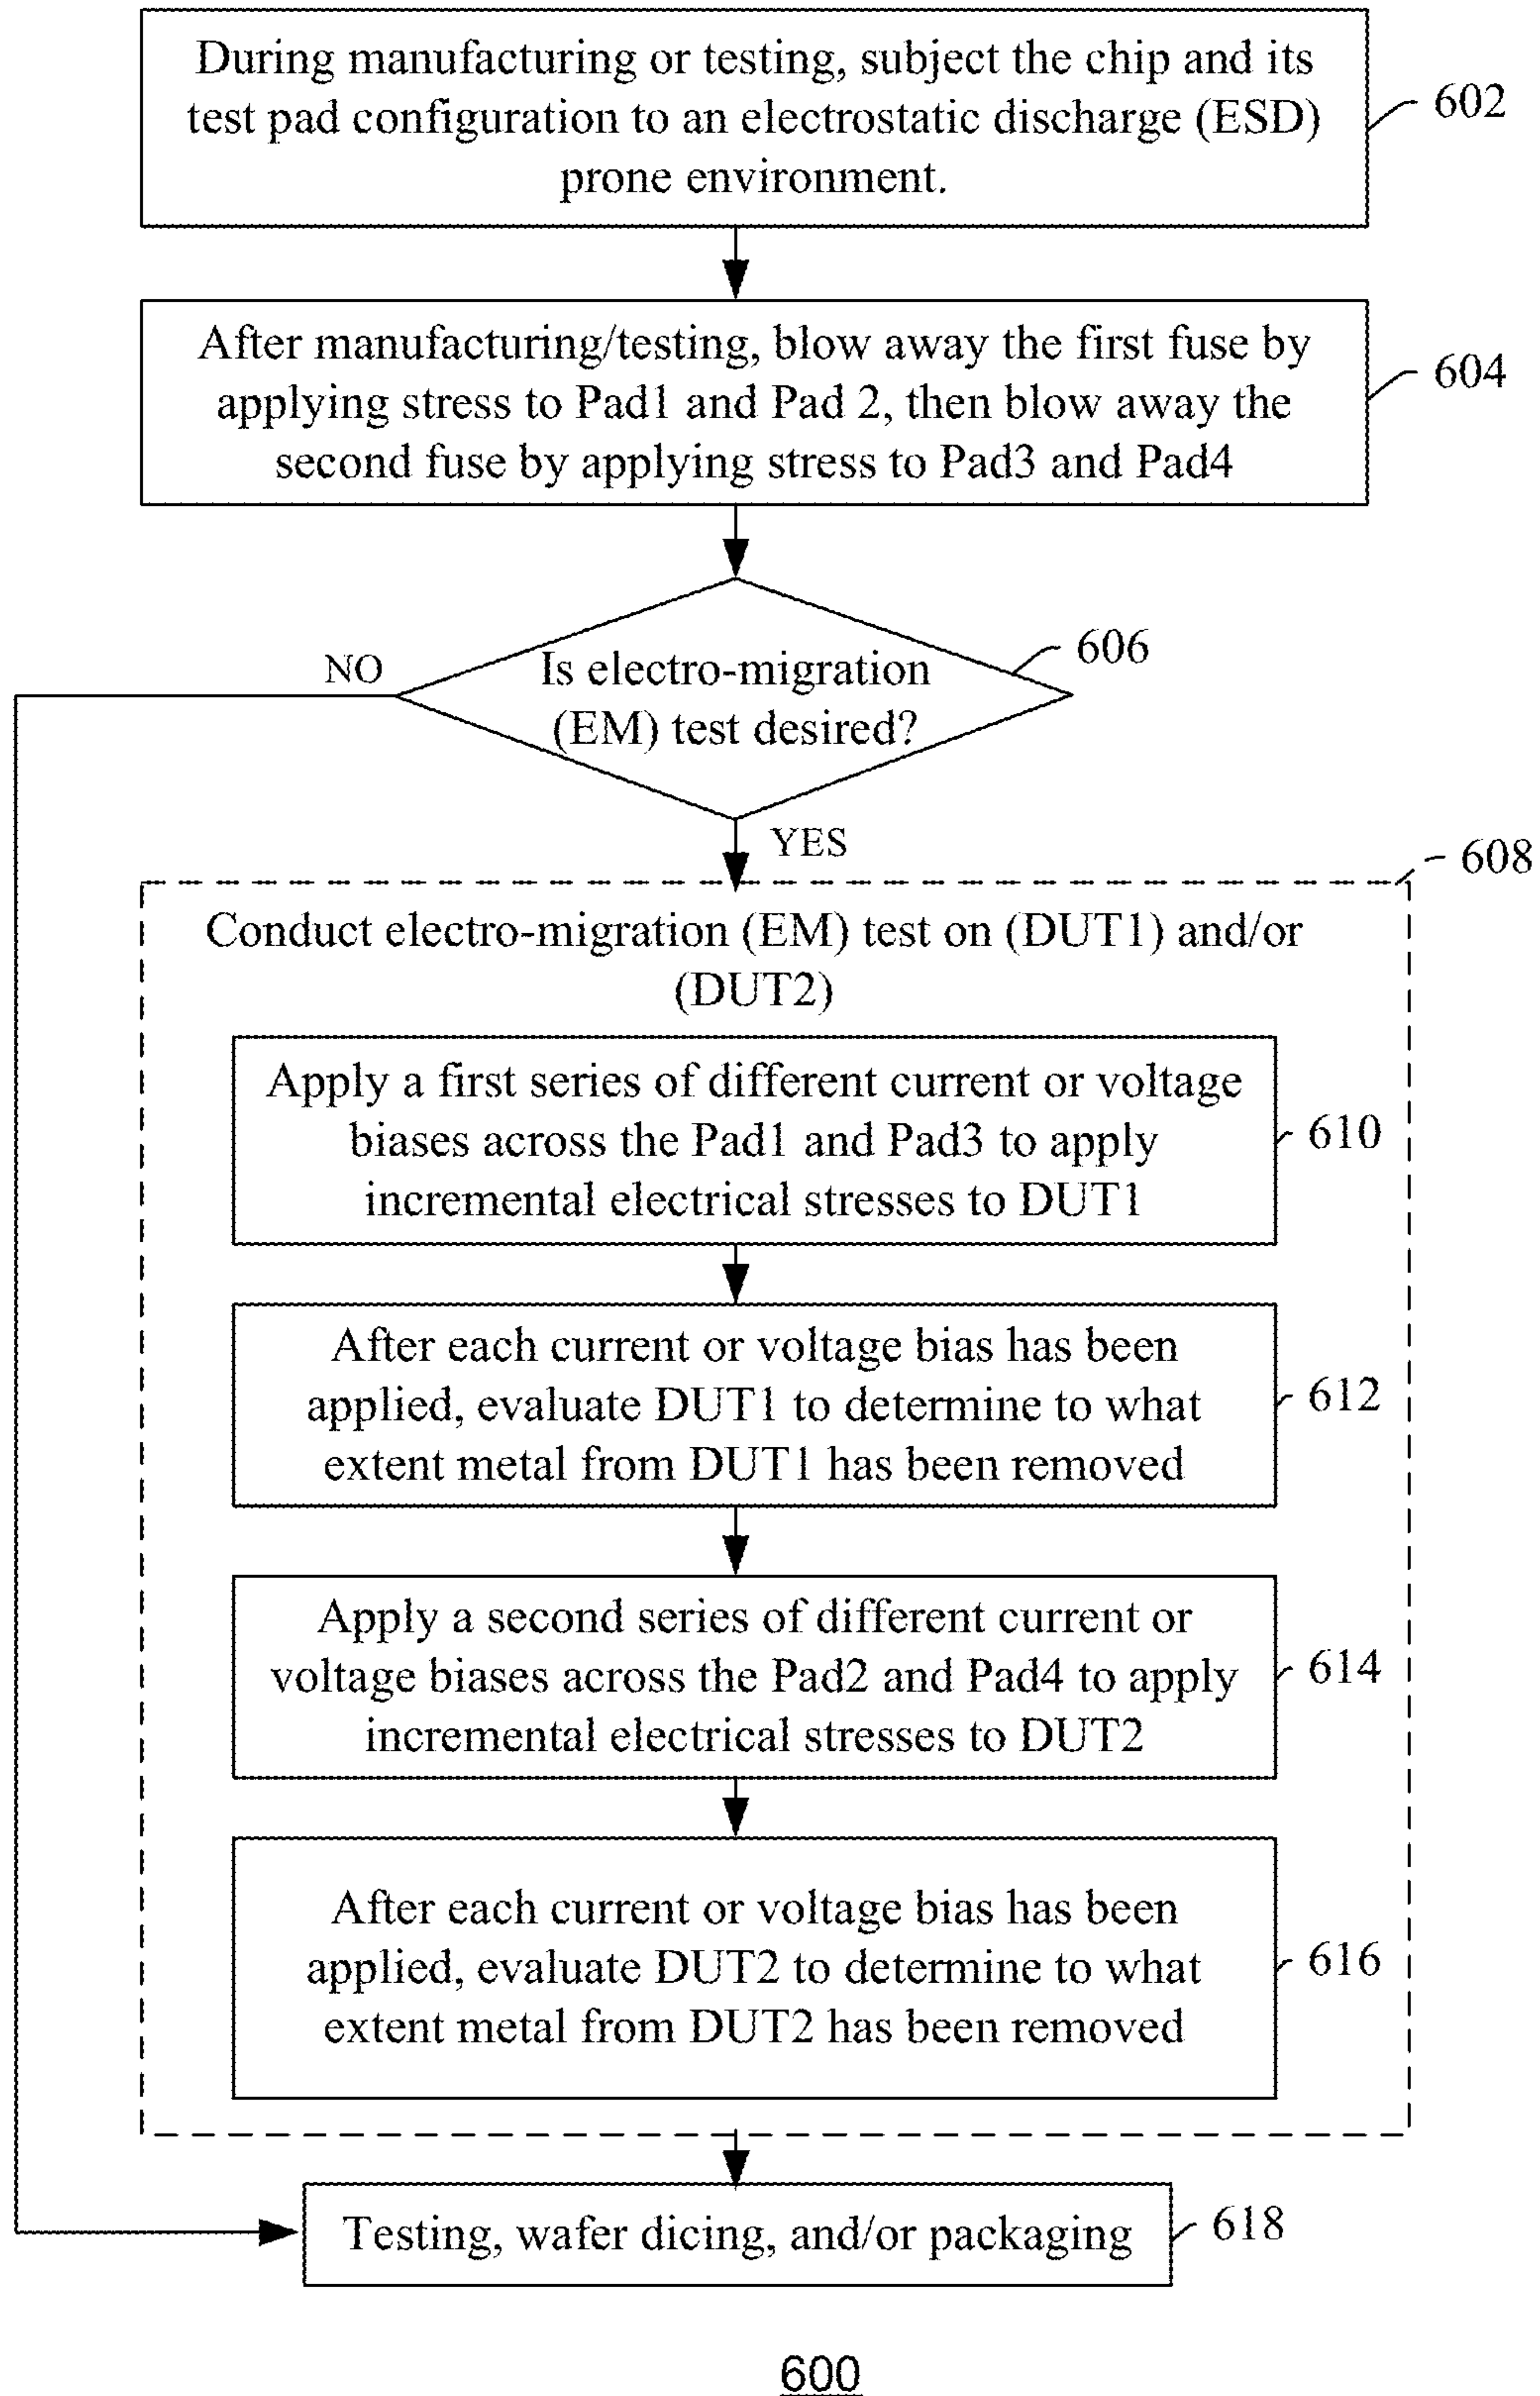 During manufacturing or testing, subject the chip and its
test pad configuration to an electrostatic discharge (ESD)
prone environment.
602
After manufacturing/testing, blow away the first fuse by
applying stress to Pad1 and Pad 2, then blow away the
second fuse by applying stress to Pad3 and Pad4
604
NO
Is electro-migration
(EM) test desired?
606
YES
608
Conduct electro-migration (EM) test on (DUT1) and/or
(DUT2)
Apply a first series of different current or voltage
biases across the Pad1 and Pad3 to apply
incremental electrical stresses to DUT1
610
After each current or voltage bias has been
applied, evaluate DUT1 to determine to what
extent metal from DUT1 has been removed
612
Apply a second series of different current or
voltage biases across the Pad2 and Pad4 to apply
incremental electrical stresses to DUT2
614
After each current or voltage bias has been
applied, evaluate DUT2 to determine to what
extent metal from DUT2 has been removed
616
Testing, wafer dicing, and/or packaging
618
600